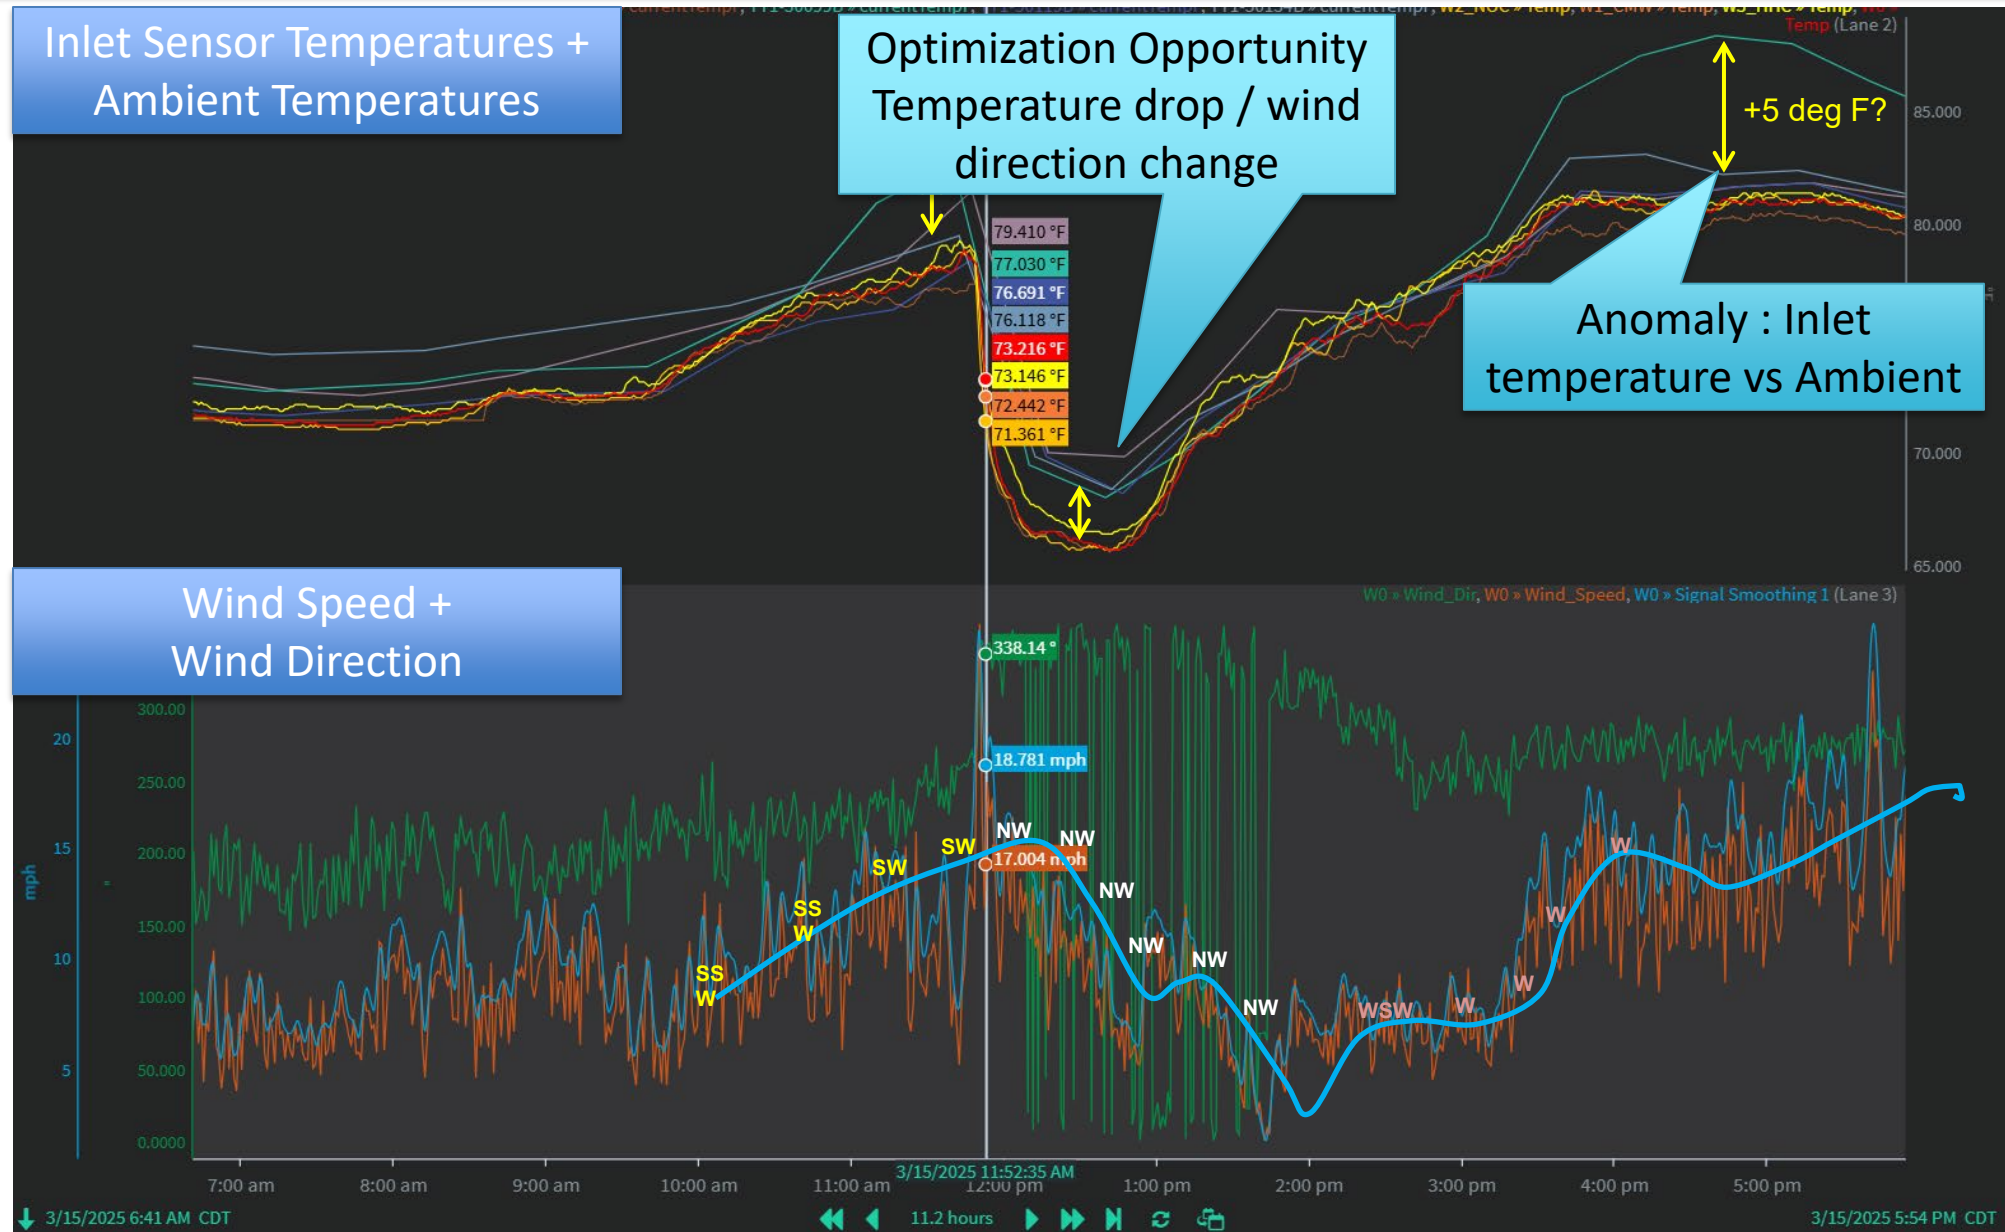 Inlet Sensor Temperatures +
Ambient Temperatures
Optimization Opportunity
Temperature drop / wind
direction change
Temp (Lane 2)
+5 deg F?
85.000
80.000
70.000
65.000
79.410 °F
77.030 °F
76.691 °F
76.118 °F
73.216 °F
73.146 °F
72.442 °F
71.361 °F
Anomaly : Inlet
temperature vs Ambient
Wind Speed +
Wind Direction
W0 » Wind_Dir, W0 » Wind_Speed, W0 » Signal Smoothing 1 (Lane 3)
338.14 °
18.781 mph
17.004 mph
20
15
10
5
mph
300.00
250.00
200.00
150.00
100.00
50.000
0.0000
°
SS
W
SS
W
SW
SW
NW
NW
NW
NW
NW
NW
WSW
W
W
W
W
3/15/2025 11:52:35 AM
7:00 am
8:00 am
9:00 am
10:00 am
11:00 am
12:00 pm
1:00 pm
2:00 pm
3:00 pm
4:00 pm
5:00 pm
3/15/2025 6:41 AM CDT
11.2 hours
3/15/2025 5:54 PM CDT